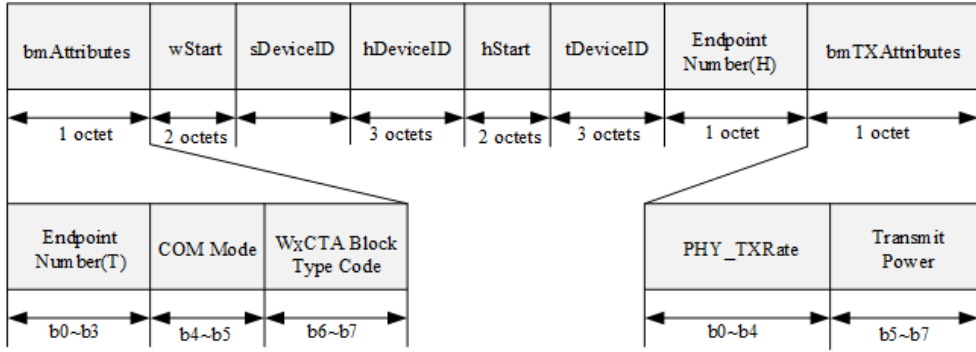 bmAttributes
wStart
sDeviceID
hDeviceID
hStart
tDeviceID
Endpoint
Number(H)
bmTXAttributes
1 octet
2 octets
3 octets
2 octets
3 octets
1 octet
1 octet
Endpoint
Number(T)
COM Mode
WxCTA Block
Type Code
PHY_TXRate
Transmit
Power
b0~b3
b4~b5
b6~b7
b0~b4
b5~b7